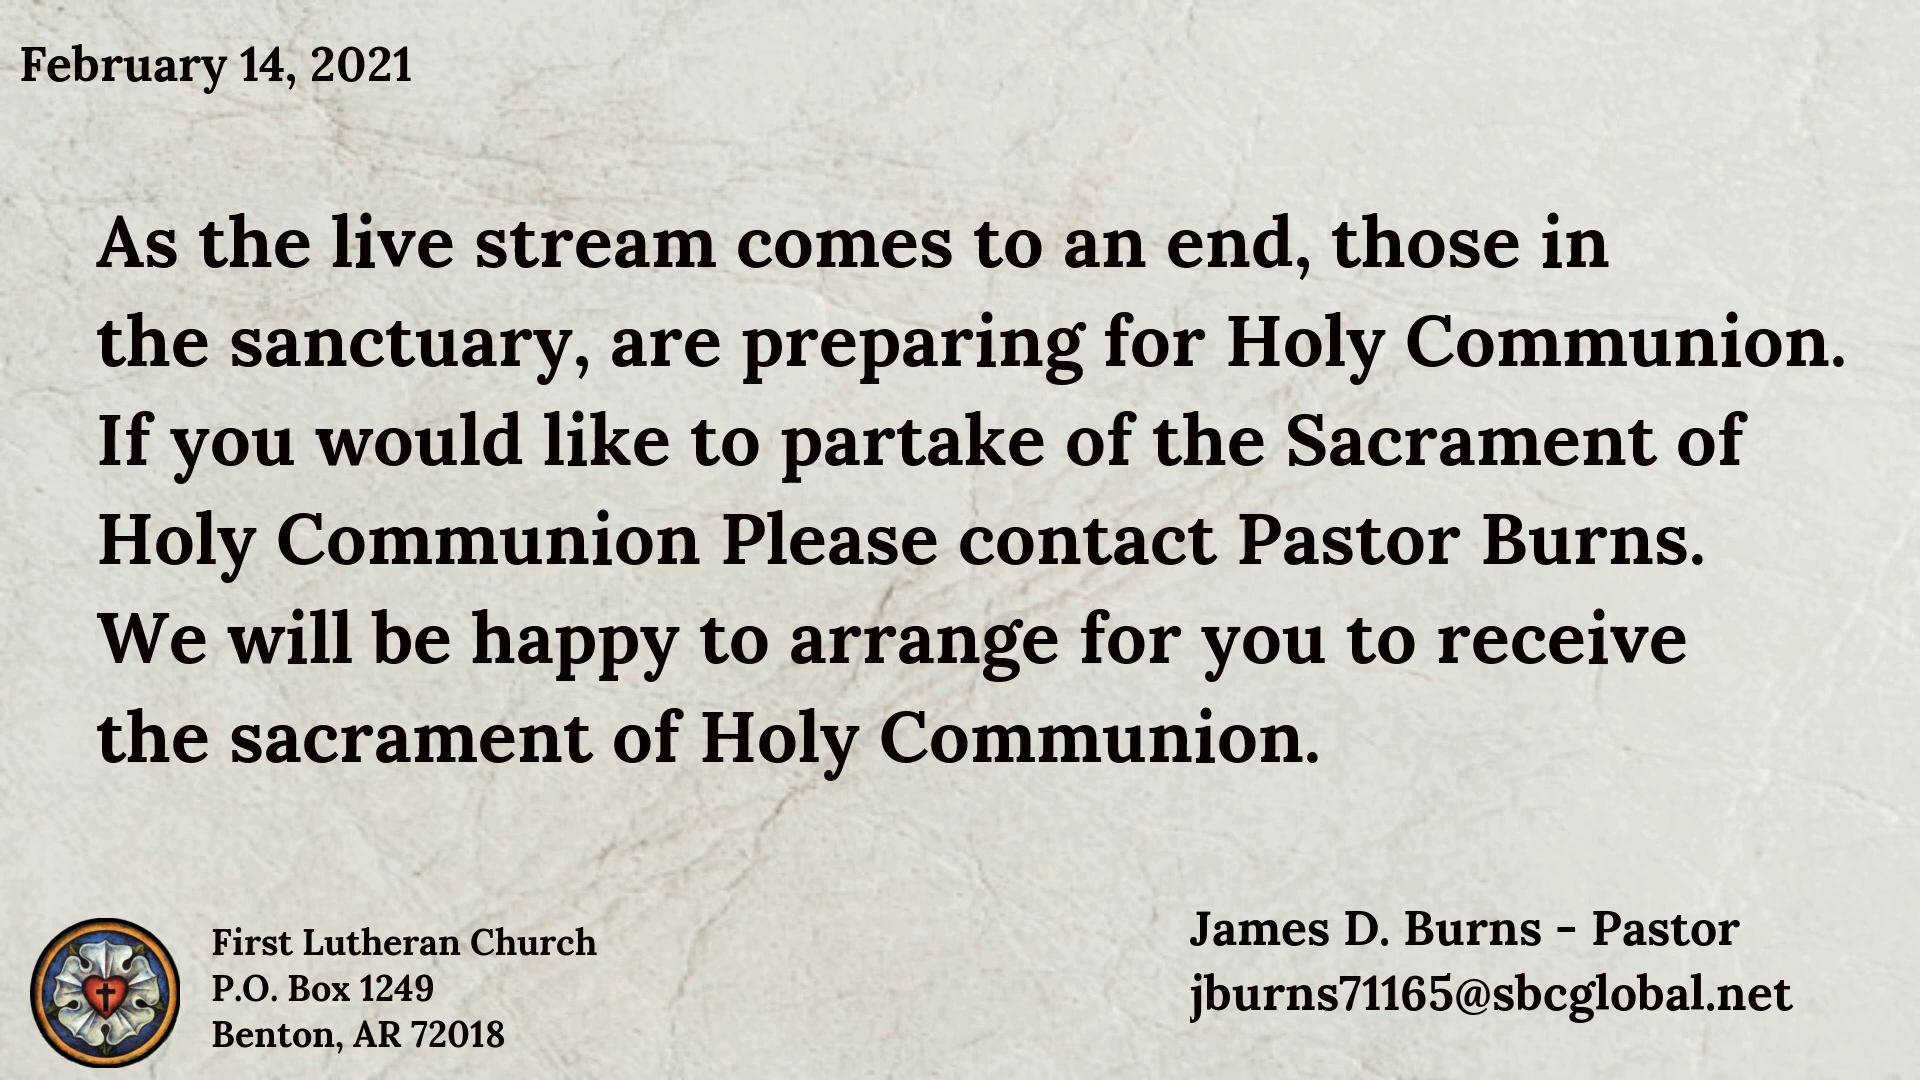 February 14, 2021
As the live stream comes to an end, those in
the sanctuary, are preparing for Holy Communion.
If you would like to partake of the Sacrament of
Holy Communion Please contact Pastor Burns.
We will be happy to arrange for you to receive
the sacrament of Holy Communion.
First Lutheran Church
P.O. Box 1249
Benton, AR 72018
James D. Burns - Pastor
jburns71165@sbcglobal.net